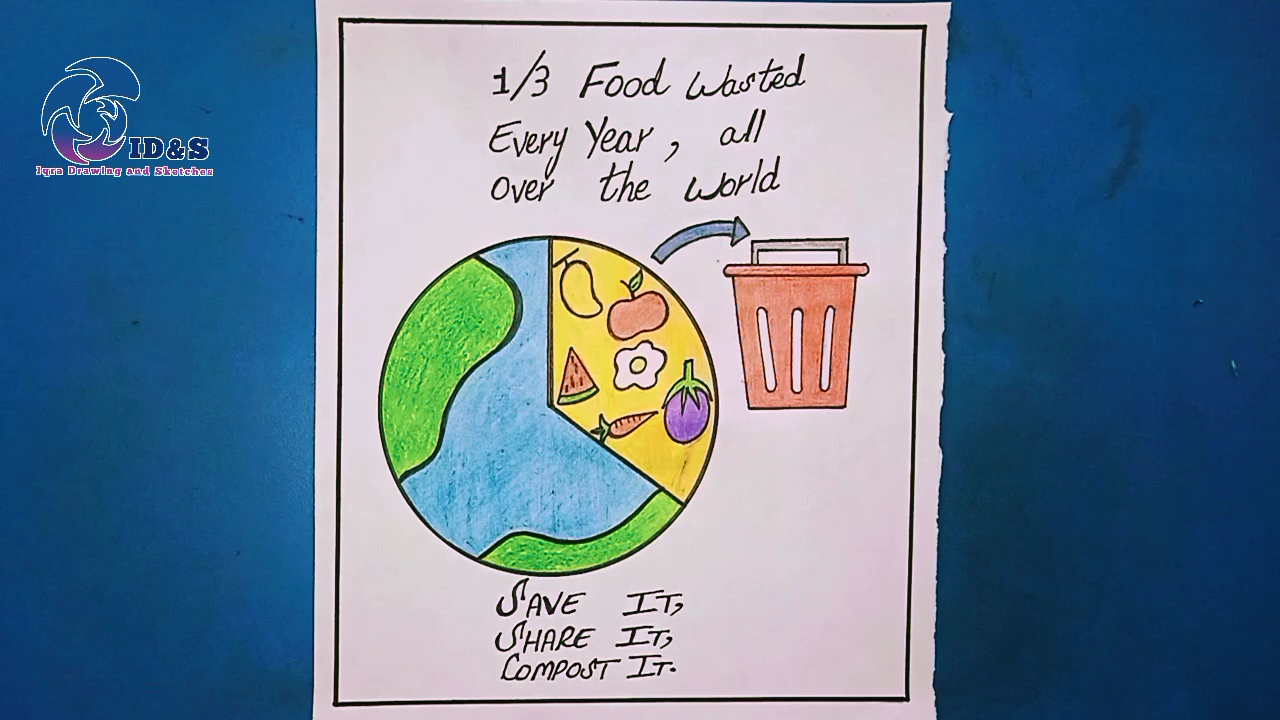 ID&S
Iqra Drawing and Sketches
1/3 Food Wasted
Every Year, all
over the world
SAVE IT,
SHARE IT,
COMPOST IT.